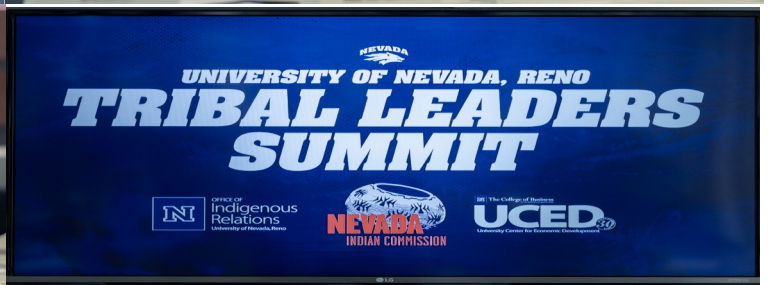 NEVADA
UNIVERSITY OF NEVADA, RENO
TRIBAL LEADERS
SUMMIT
N
OFFICE OF
Indigenous
Relations
University of Nevada, Reno
NEVADA
INDIAN COMMISSION
N The College of Business
UCED 30
University Center for Economic Development
LG